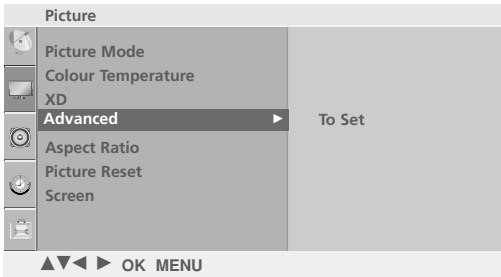 Picture
Picture Mode
Colour Temperature
XD
Advanced ► To Set
Aspect Ratio
Picture Reset
Screen
▲▼◄ ► OK MENU